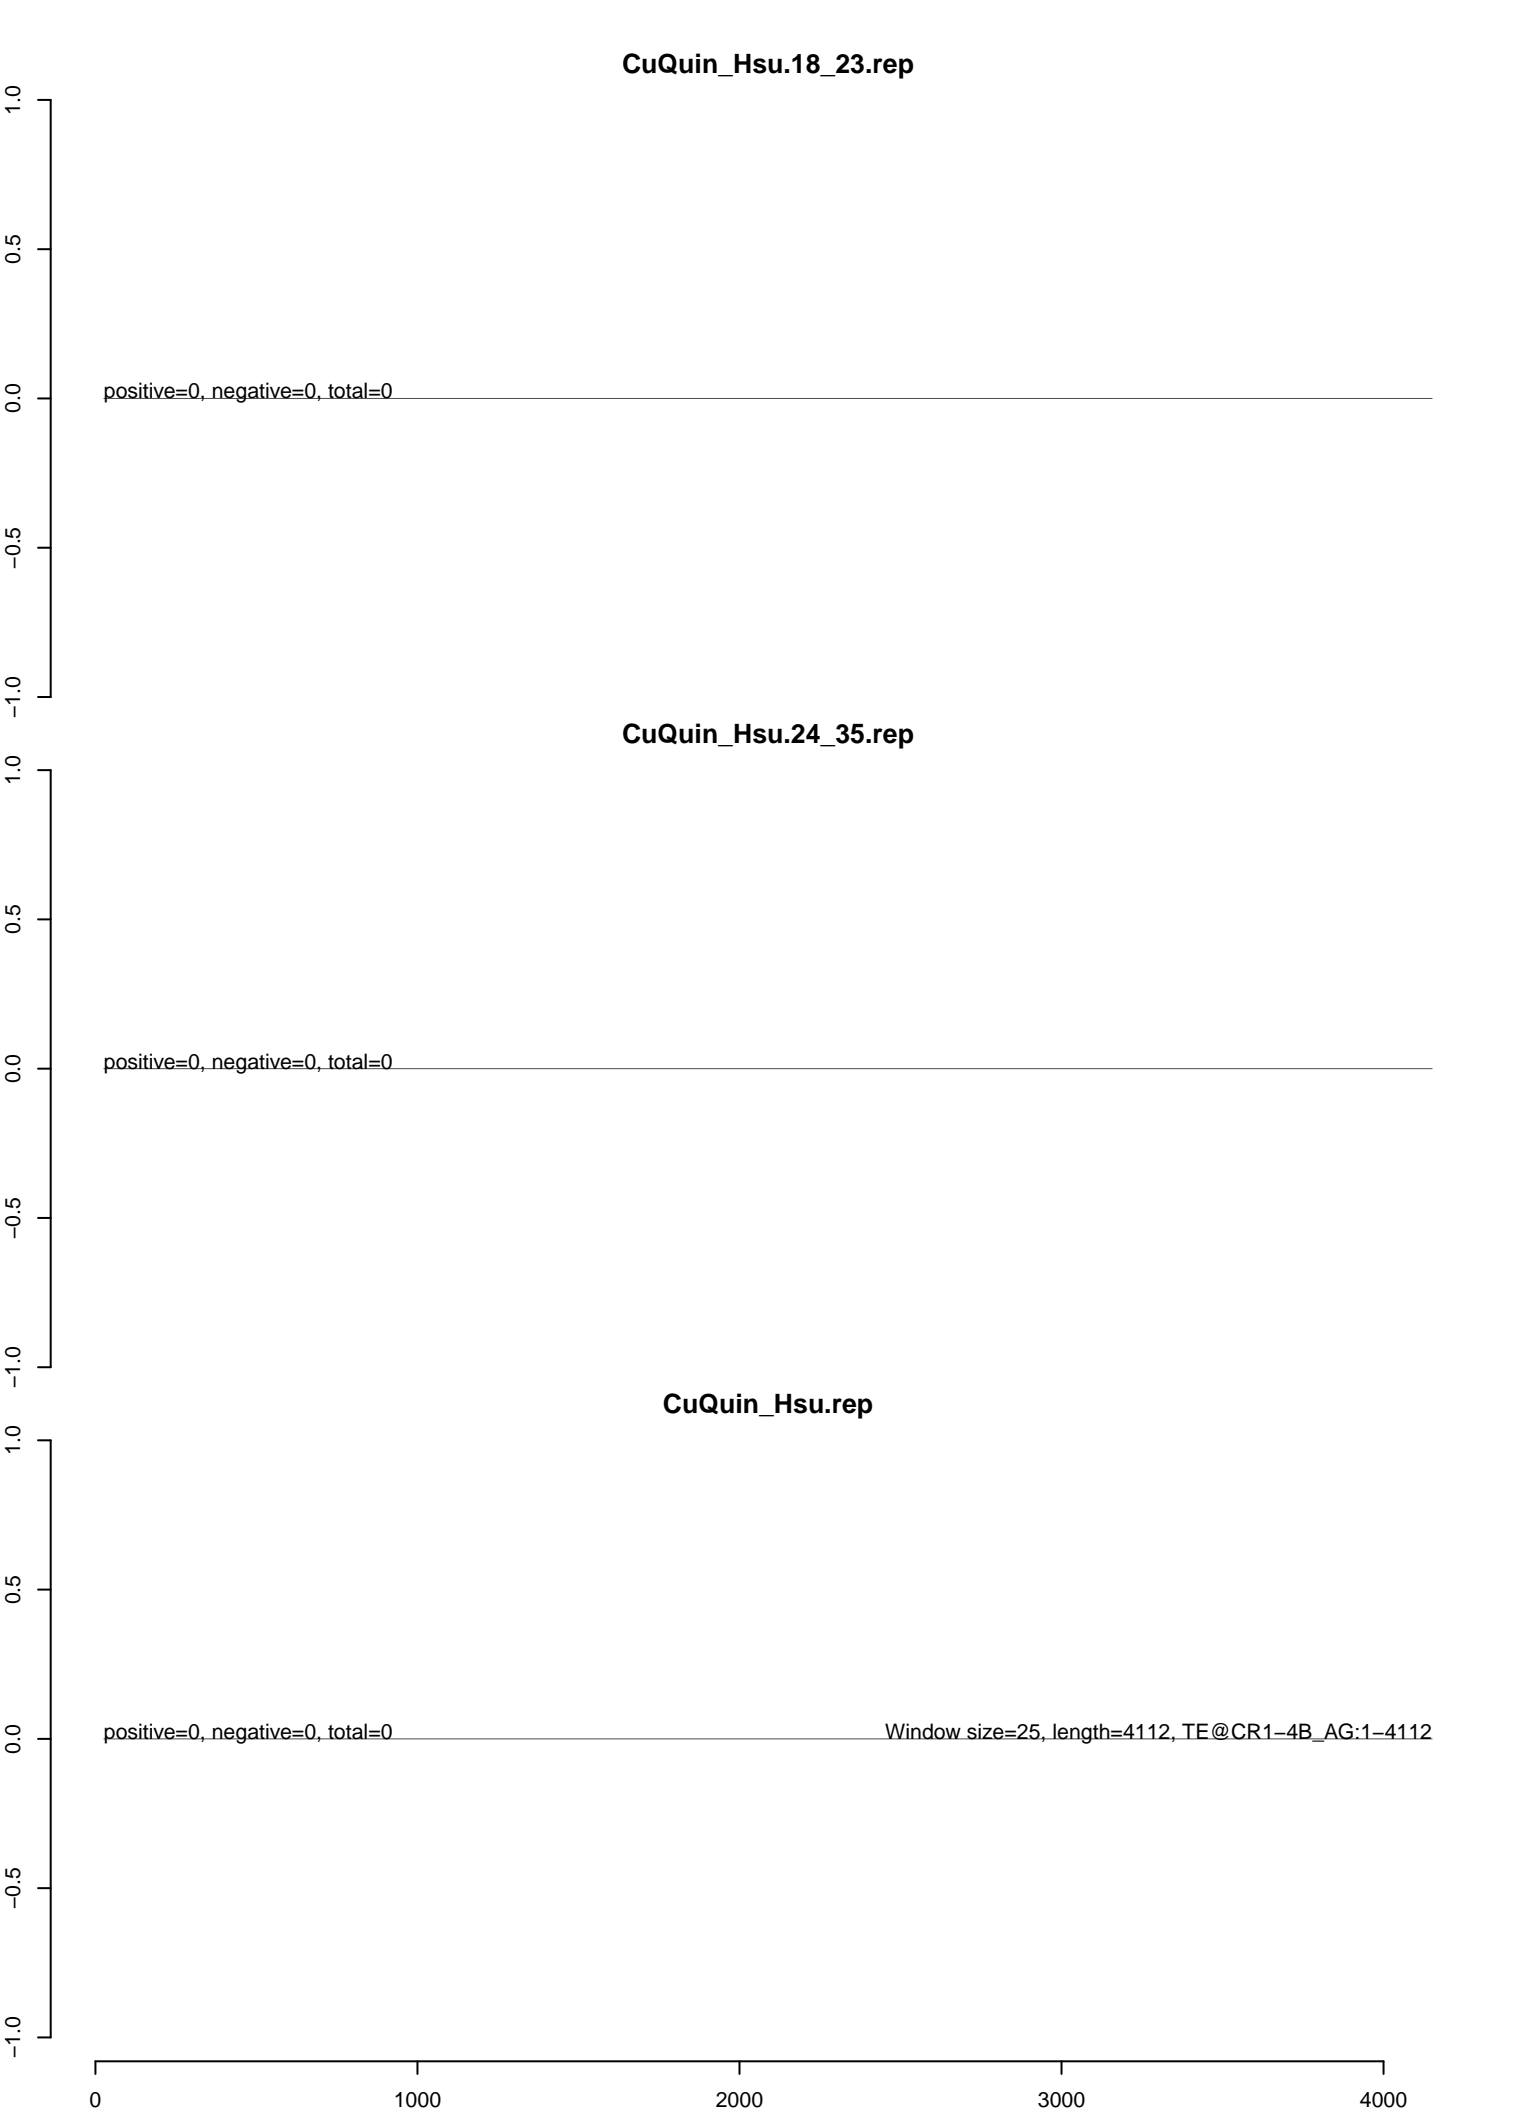 CuQuin_Hsu.18_23.rep
1.0
0.5
0.0
−0.5
−1.0
positive=0, negative=0, total=0
CuQuin_Hsu.24_35.rep
1.0
0.5
0.0
−0.5
−1.0
positive=0, negative=0, total=0
CuQuin_Hsu.rep
1.0
0.5
0.0
−0.5
−1.0
positive=0, negative=0, total=0
Window size=25, length=4112, TE@CR1−4B_AG:1−4112
0 1000 2000 3000 4000